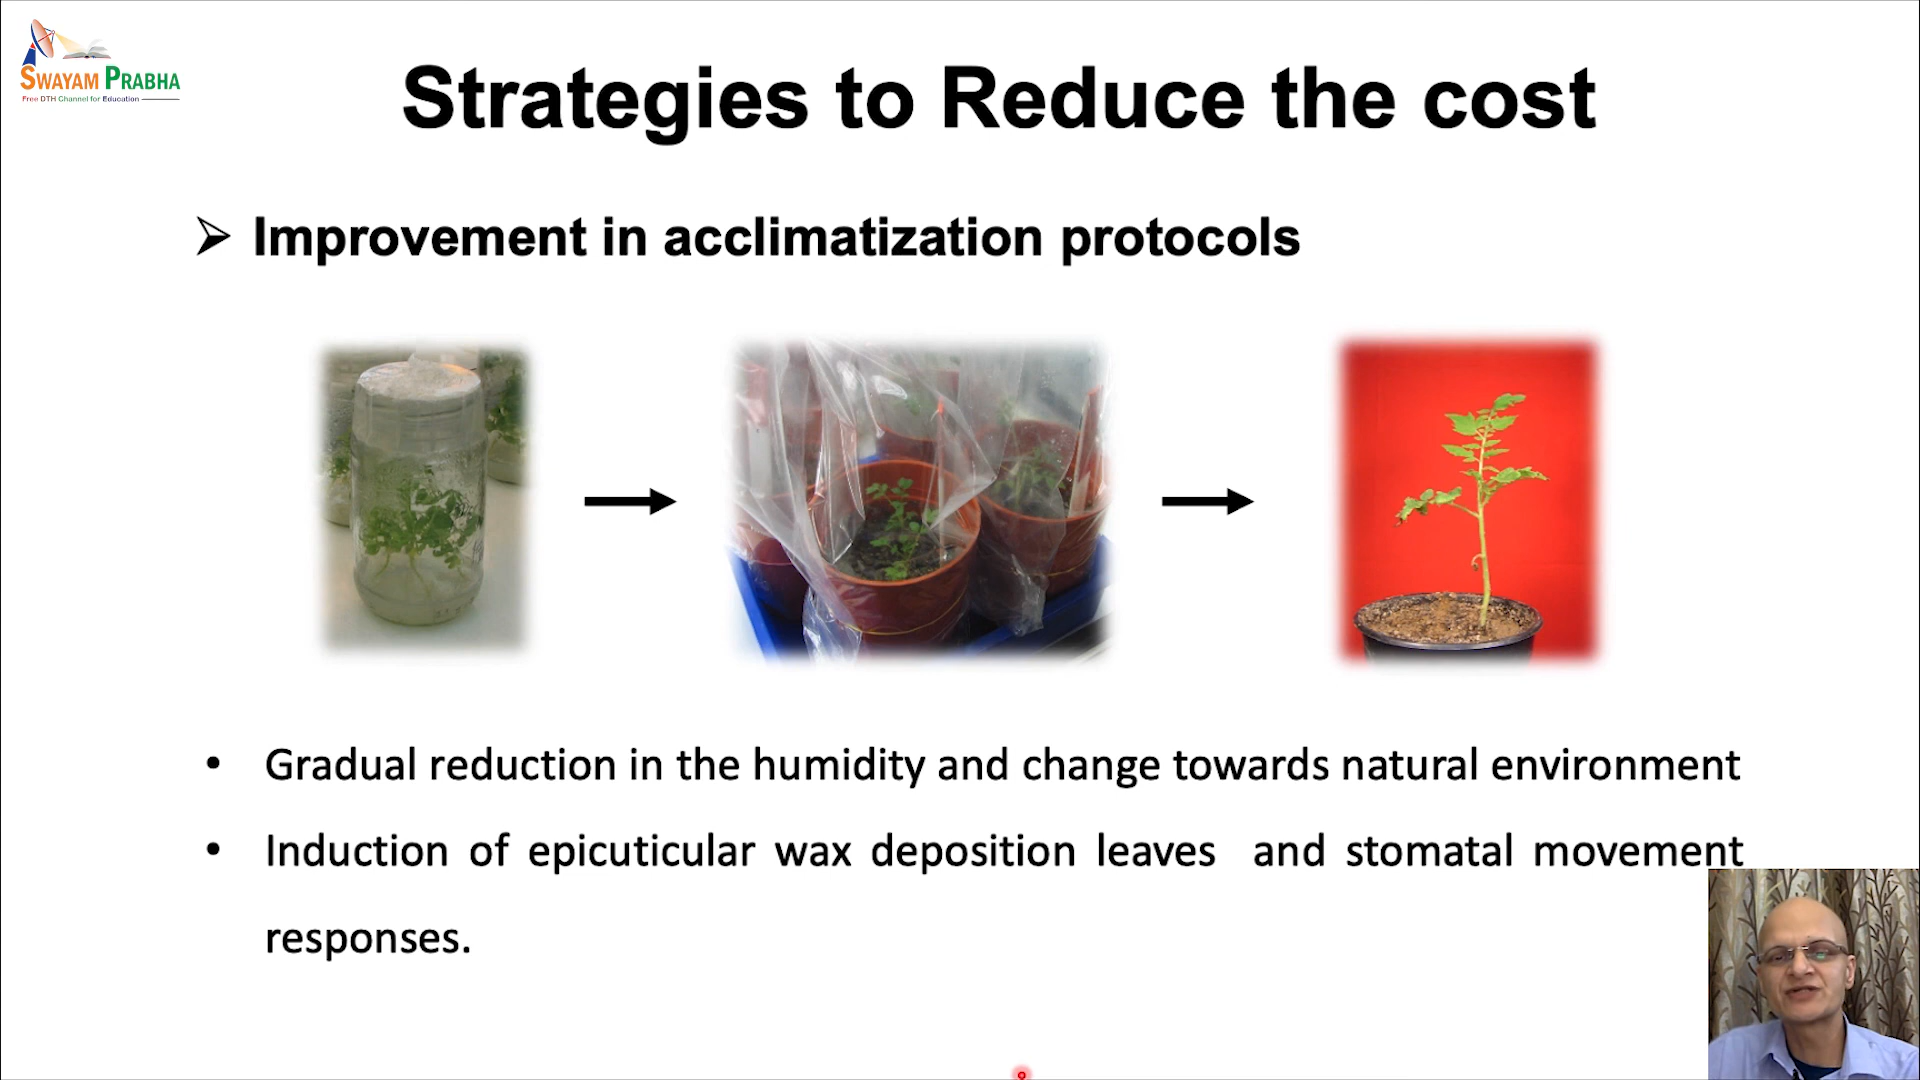 SWAYAM PRABHA
Free DTH Channel for Education
Strategies to Reduce the cost
➢ Improvement in acclimatization protocols
• Gradual reduction in the humidity and change towards natural environment
• Induction of epicuticular wax deposition leaves and stomatal movement
responses.